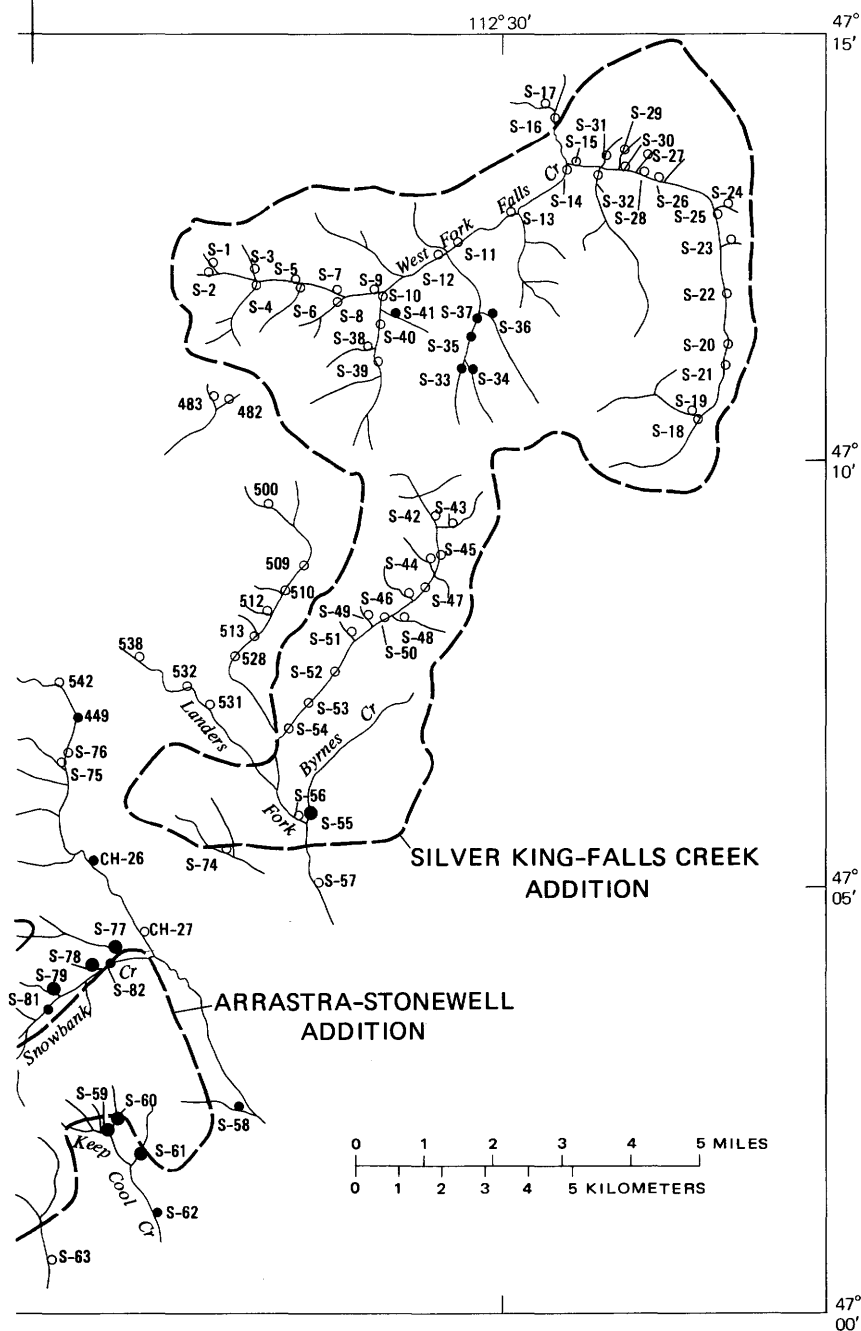 112°30'
47°
15'
S-17
S-16
S-15
S-31
S-29
S-30
S-27
Cr
S-14
S-32
S-28
S-26
S-24
S-25
Falls
S-13
S-23
Fork
West
S-11
S-12
S-1
S-2
S-3
S-4
S-5
S-6
S-7
S-8
S-9
S-10
S-41
S-40
S-37
S-36
S-22
S-38
S-35
S-39
S-33
S-34
S-20
S-21
S-19
S-18
483
482
47°
10'
500
S-42
S-43
509
S-44
S-45
510
512
S-46
S-47
S-49
S-48
513
S-51
S-50
538
528
S-52
542
532
531
S-53
Cr
449
Landers
S-54
Byrnes
S-76
S-75
S-56
Fork
S-55
S-74
SILVER KING-FALLS CREEK
ADDITION
CH-26
S-57
47°
05'
S-77
CH-27
S-78
Cr
S-82
S-79
S-81
Snowbank
ARRASTRA-STONEWELL
ADDITION
S-59
S-60
S-58
Keep
S-61
Cool
Cr
S-62
S-63
0 1 2 3 4 5 MILES
0 1 2 3 4 5 KILOMETERS
47°
00'